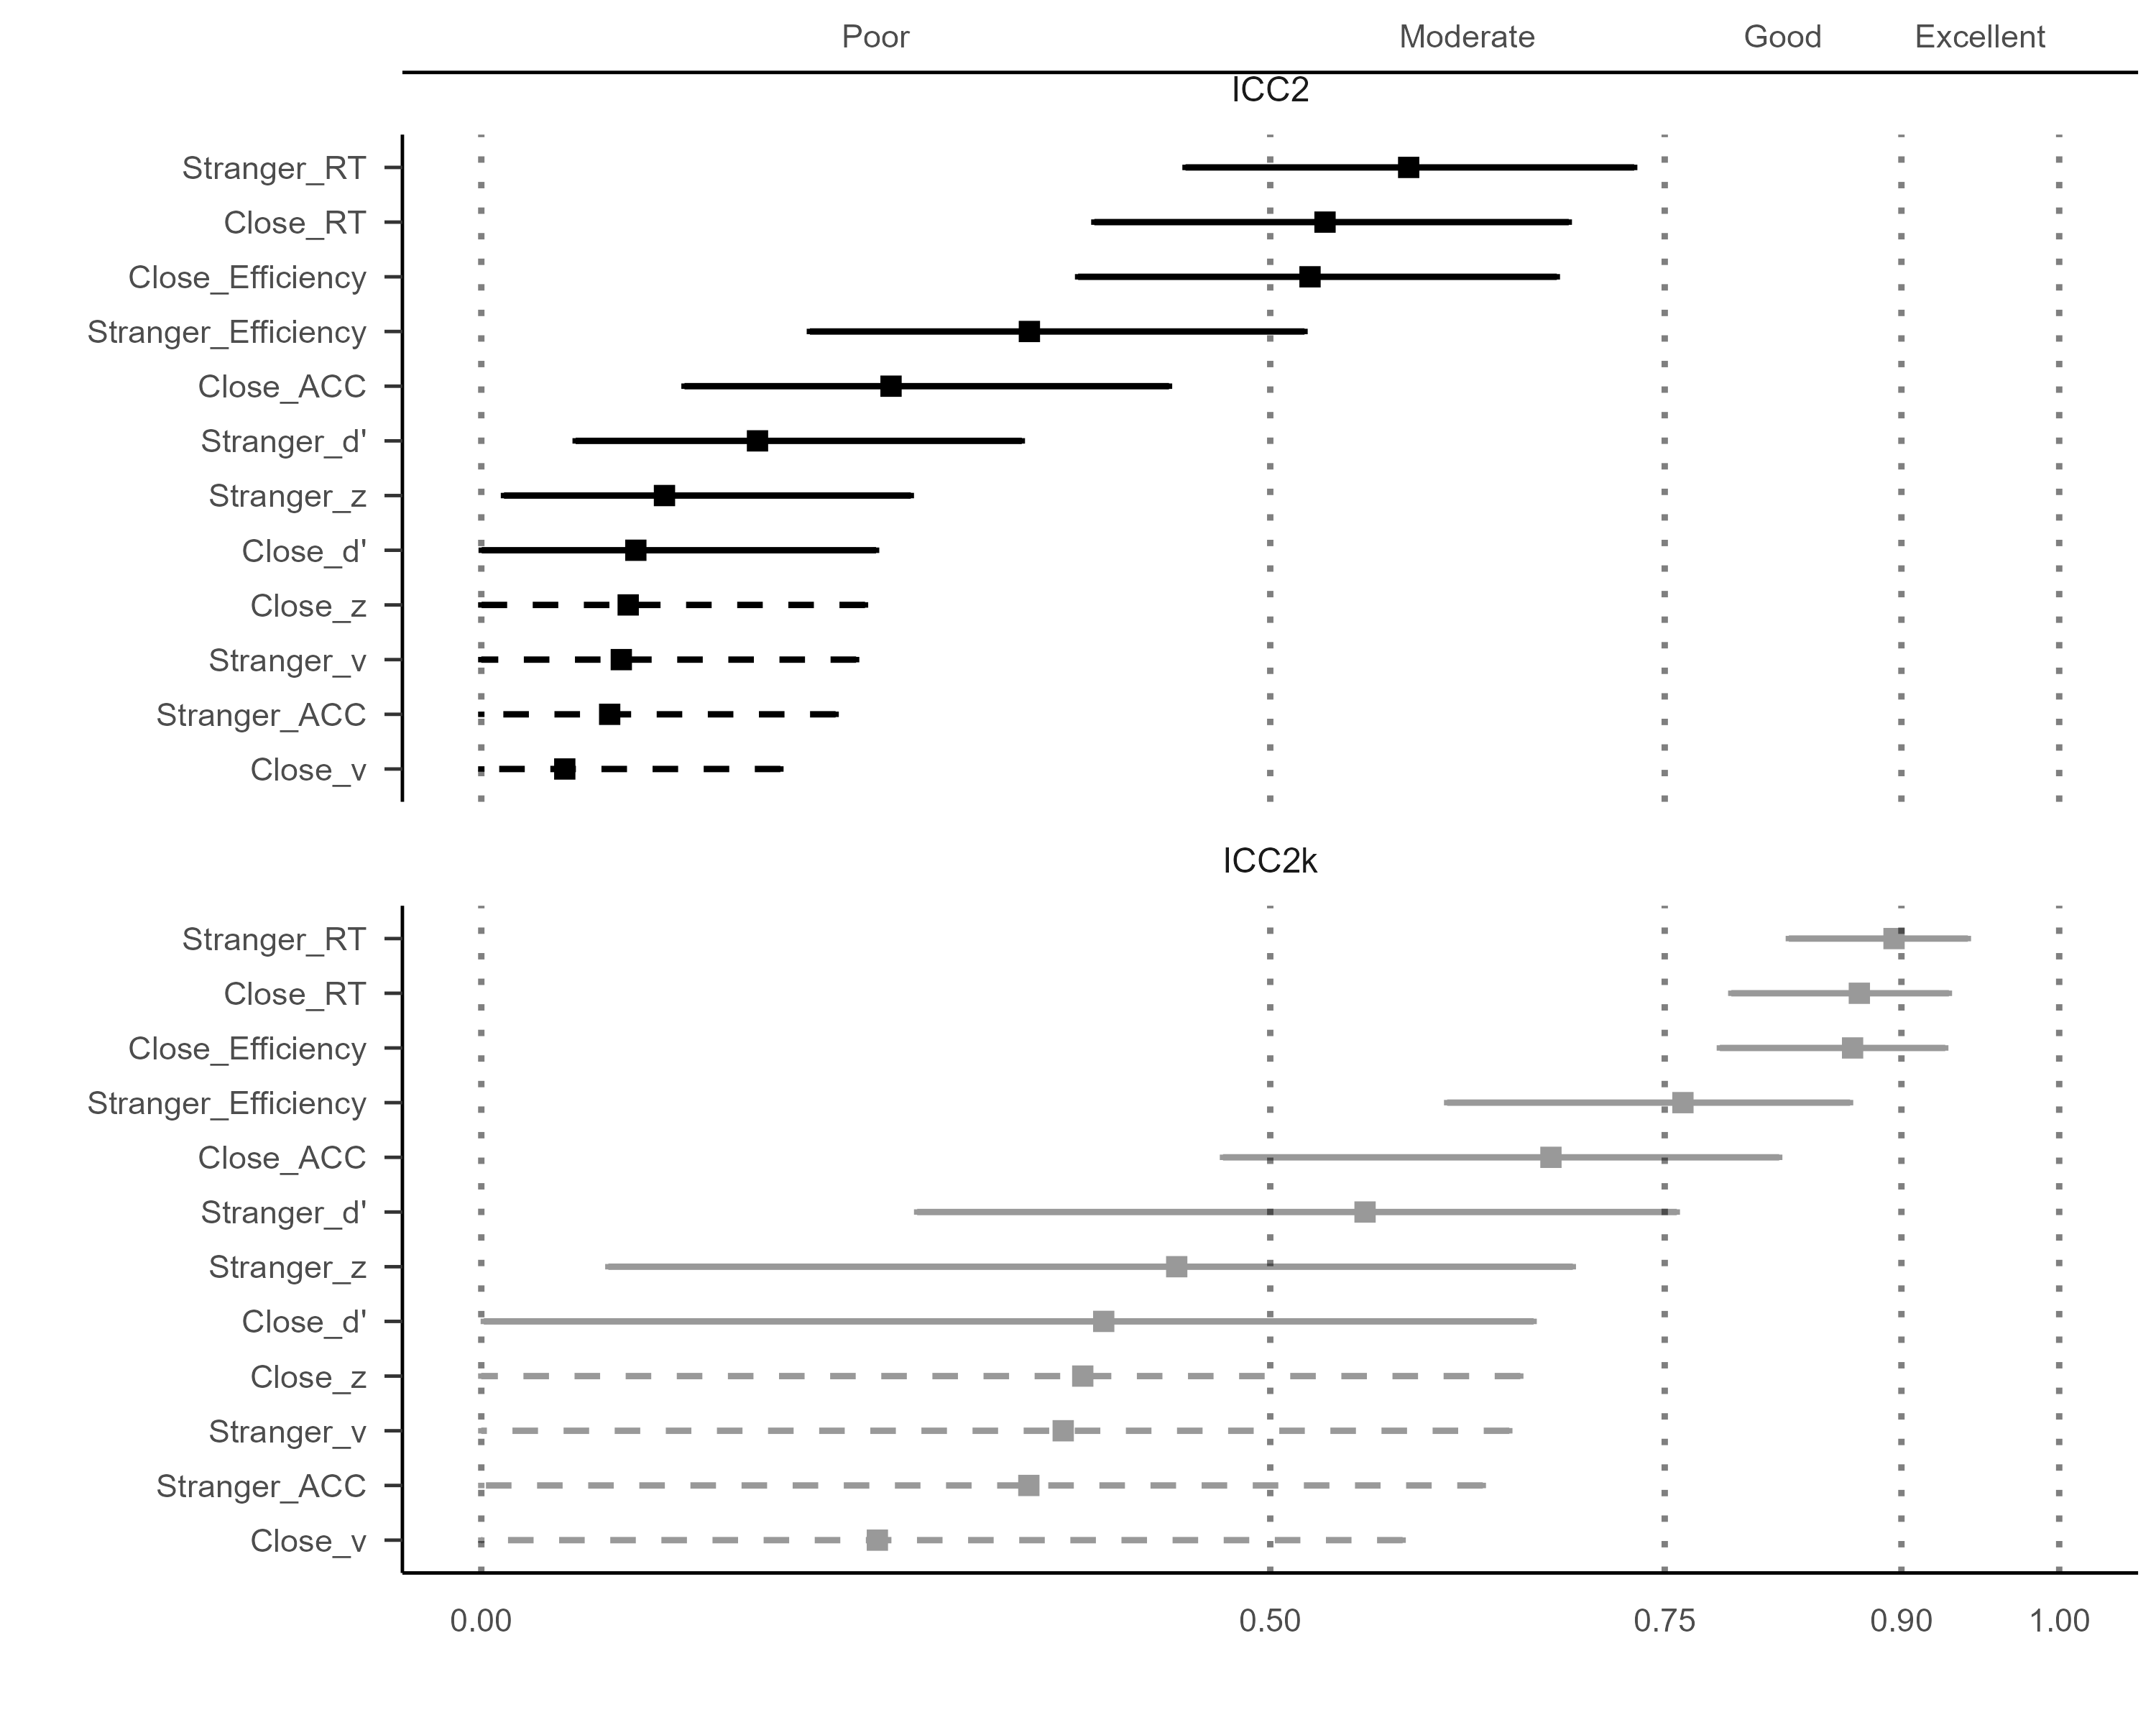 Poor Moderate Good Excellent
ICC2
Stranger_RT
Close_RT
Close_Efficiency
Stranger_Efficiency
Close_ACC
Stranger_d'
Stranger_z
Close_d'
Close_z
Stranger_v
Stranger_ACC
Close_v
ICC2k
Stranger_RT
Close_RT
Close_Efficiency
Stranger_Efficiency
Close_ACC
Stranger_d'
Stranger_z
Close_d'
Close_z
Stranger_v
Stranger_ACC
Close_v
0.00 0.50 0.75 0.90 1.00